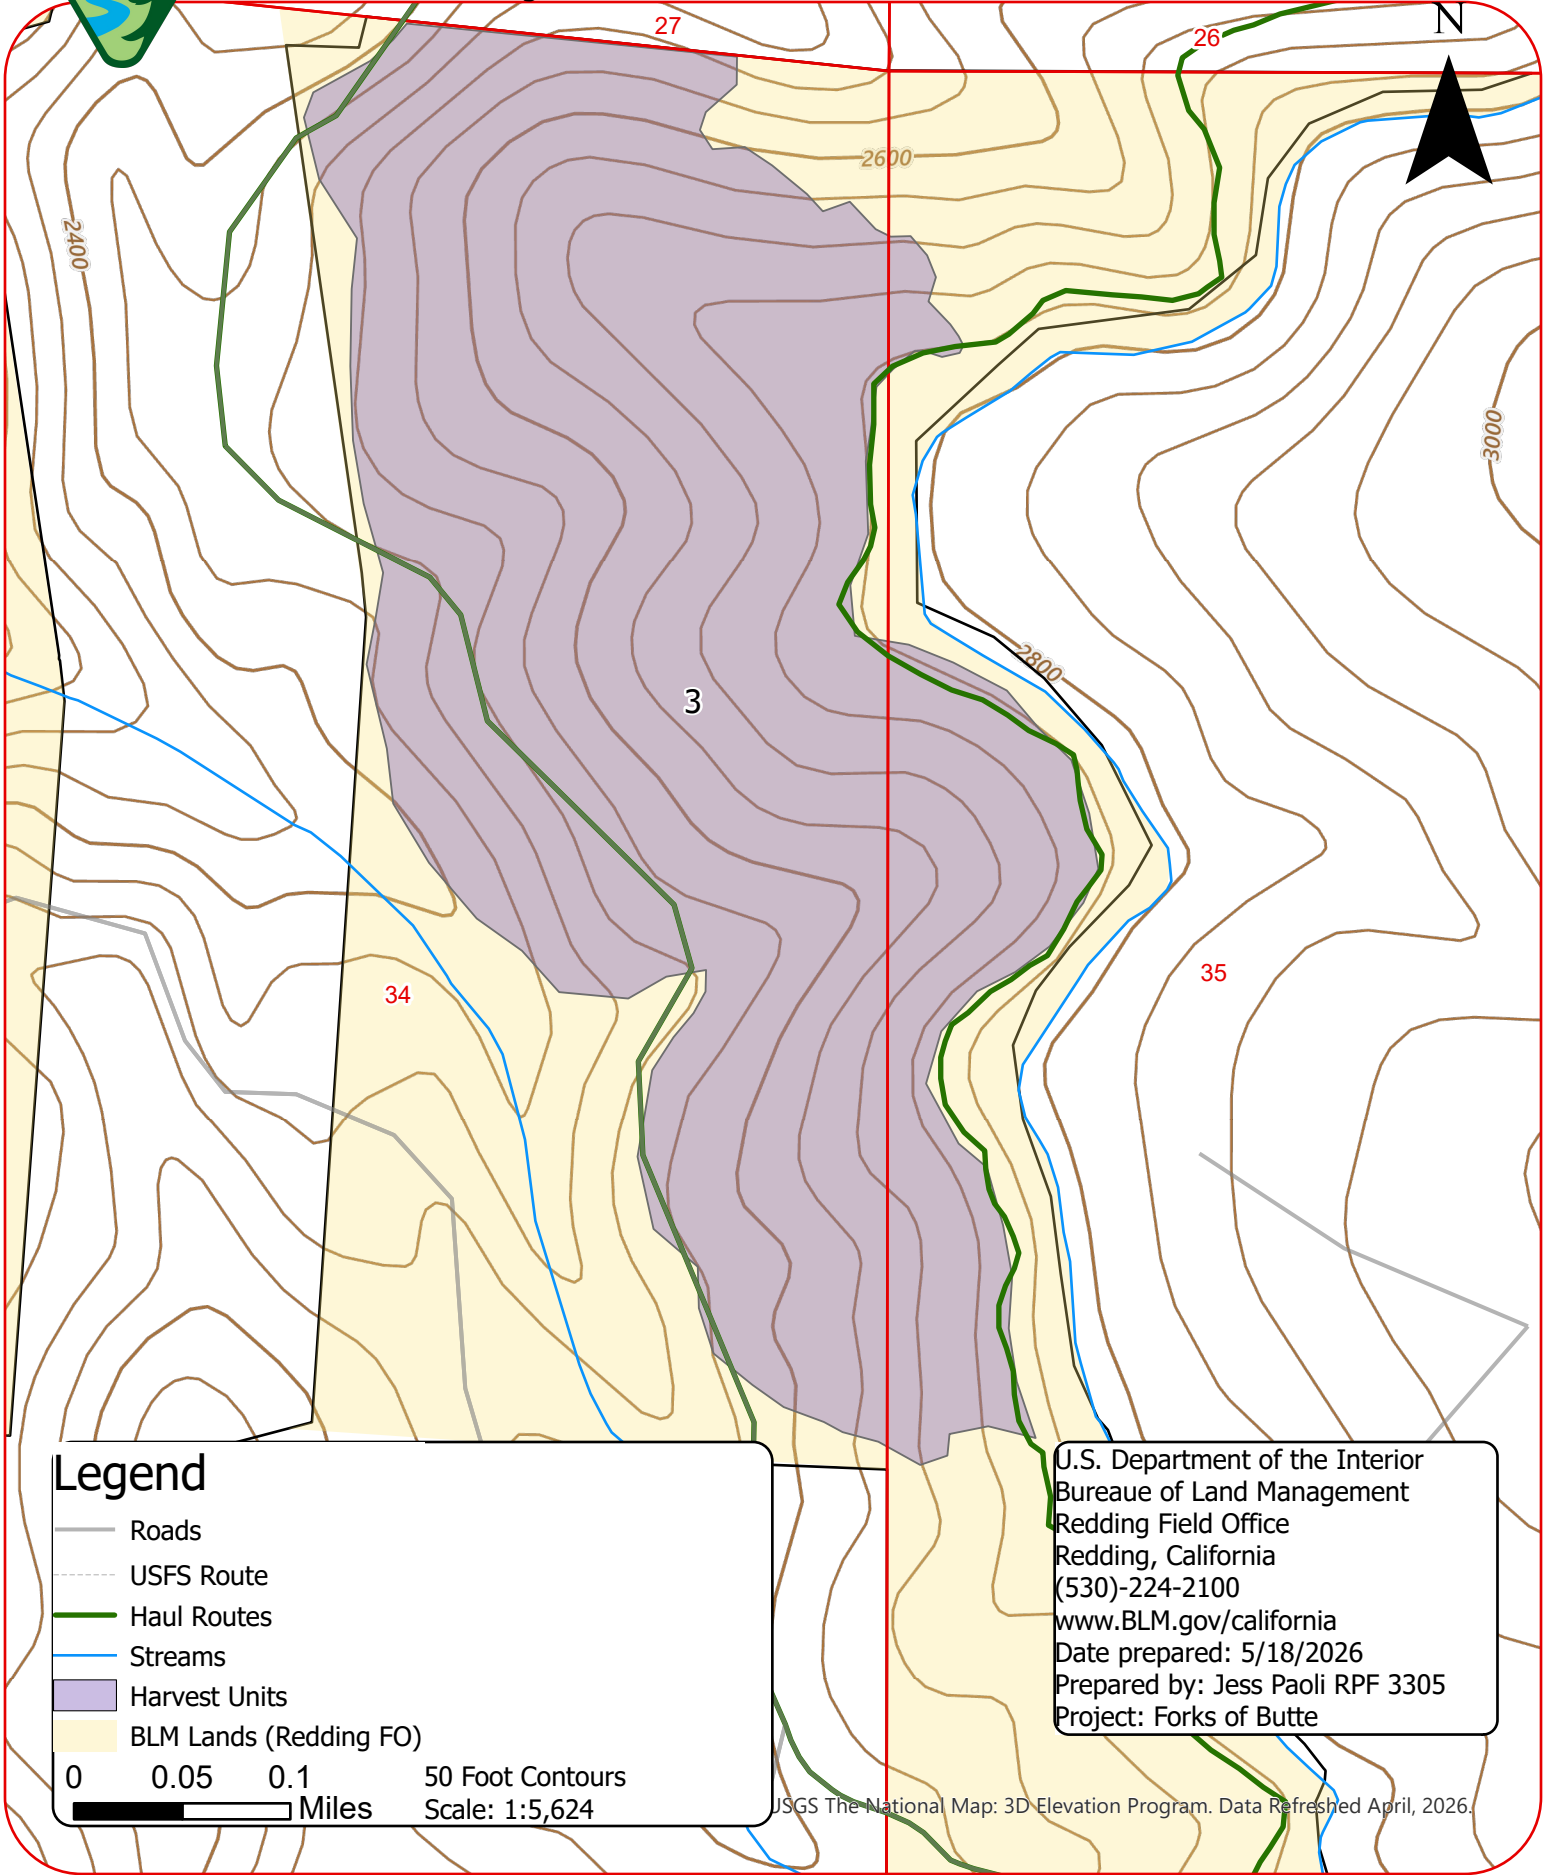 27
26
N
2600
2400
3000
2800
3
34
35
Legend
Roads
USFS Route
Haul Routes
Streams
Harvest Units
BLM Lands (Redding FO)
0 0.05 0.1
Miles
50 Foot Contours
Scale: 1:5,624
U.S. Department of the Interior
Bureaue of Land Management
Redding Field Office
Redding, California
(530)-224-2100
www.BLM.gov/california
Date prepared: 5/18/2026
Prepared by: Jess Paoli RPF 3305
Project: Forks of Butte
USGS The National Map: 3D Elevation Program. Data Refreshed April, 2026.